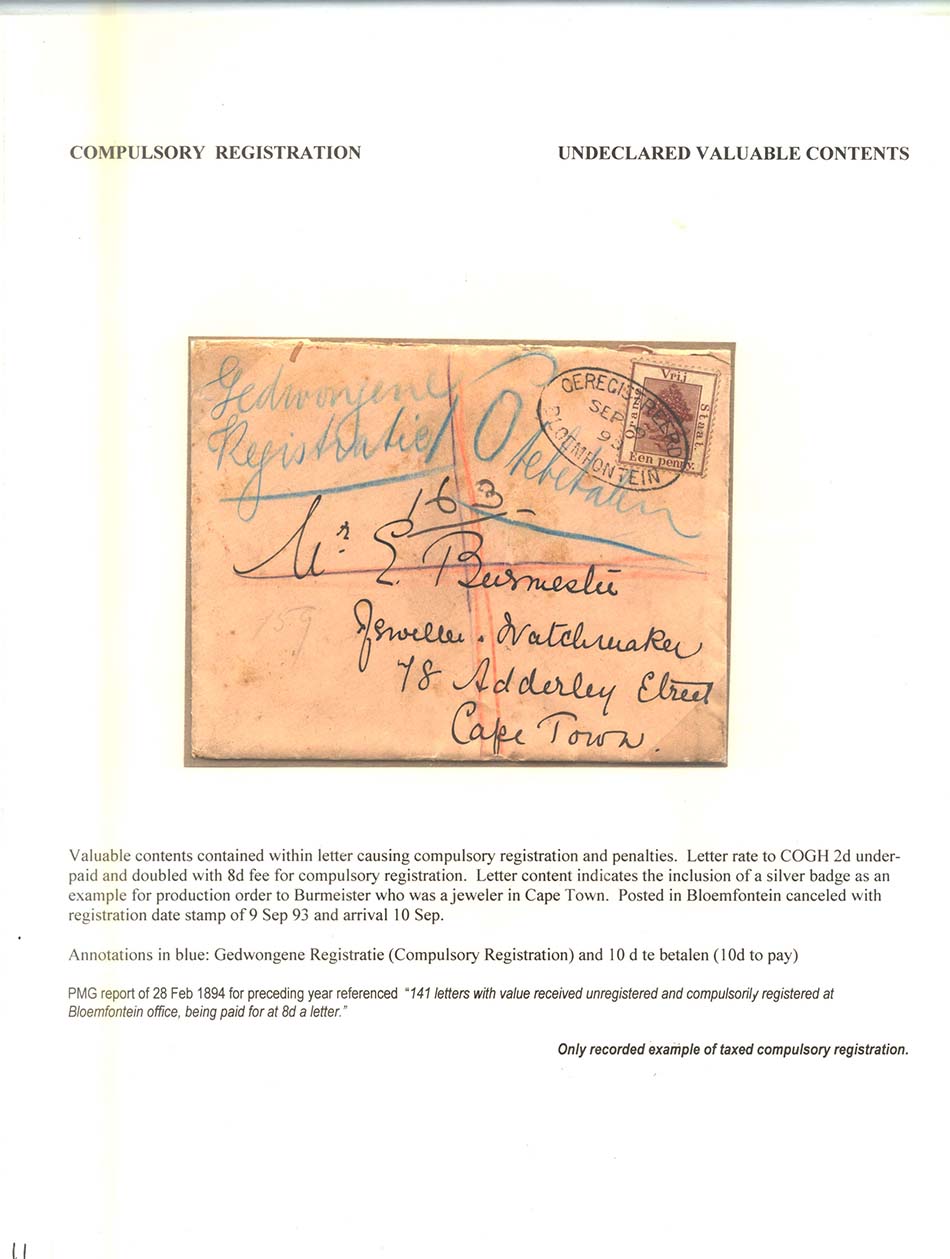 COMPULSORY REGISTRATION
UNDECLARED VALUABLE CONTENTS
Gedwongene
Registratie
10 d te betalen
GEREGISTREERD
SEP 9
93
BLOEMFONTEIN
Oranje
Vrij
Staat
Een penny.
163
Mr E. Burmester
Jeweller. Watchmaker
78 Adderley Street
Cape Town.
159
Valuable contents contained within letter causing compulsory registration and penalties. Letter rate to COGH 2d under-
paid and doubled with 8d fee for compulsory registration. Letter content indicates the inclusion of a silver badge as an
example for production order to Burmeister who was a jeweler in Cape Town. Posted in Bloemfontein canceled with
registration date stamp of 9 Sep 93 and arrival 10 Sep.
Annotations in blue: Gedwongene Registratie (Compulsory Registration) and 10 d te betalen (10d to pay)
PMG report of 28 Feb 1894 for preceding year referenced "141 letters with value received unregistered and compulsorily registered at
Bloemfontein office, being paid for at 8d a letter."
Only recorded example of taxed compulsory registration.
11